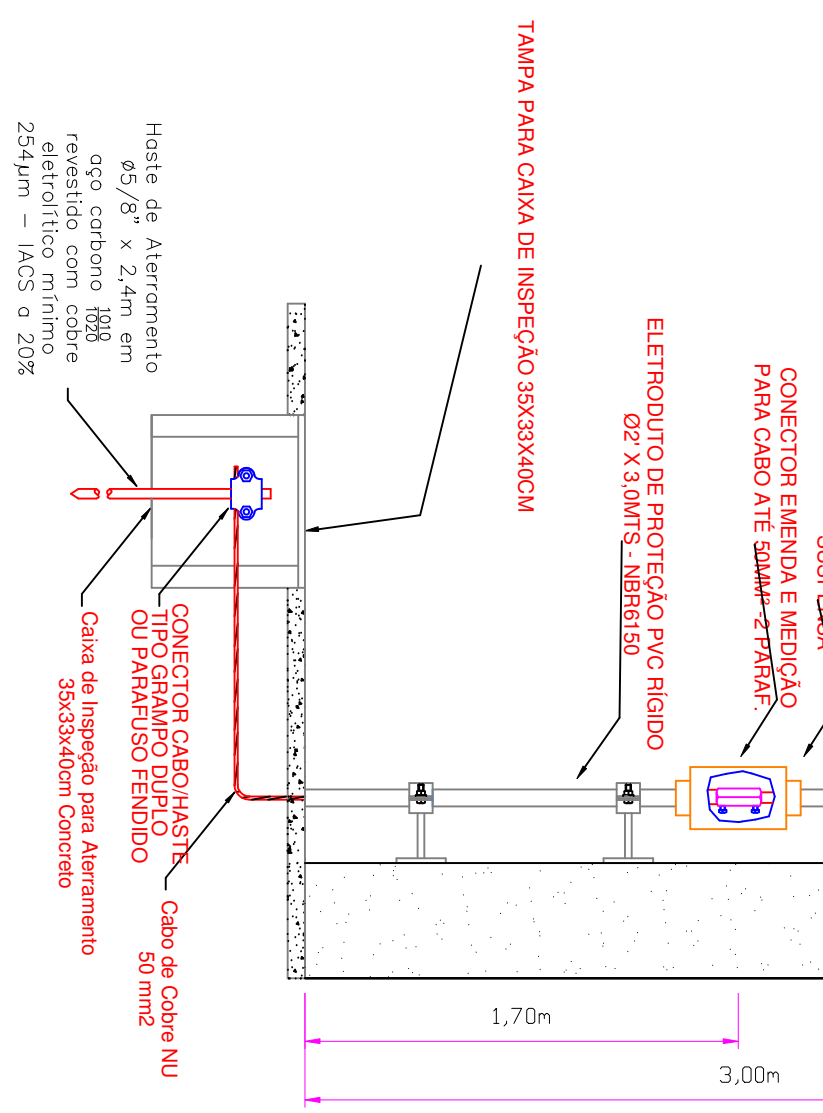 TAMPA PARA CAIXA DE INSPEÇÃO 35X33X40CM
Haste de Aterramento
ø5/8" x 2,4m em
aço carbono 1010
1020
revestido com cobre
eletrolítico mínimo
254µm – IACS a 20%
ELETRODUTO DE PROTEÇÃO PVC RÍGIDO
Ø2' X 3,0MTS - NBR6150
CONECTOR EMENDA E MEDIÇÃO
PARA CABO ATÉ 50MM² -2 PARAF.
CONECTOR CABO/HASTE
TIPO GRAMPO DUPLO
OU PARAFUSO FENDIDO
Caixa de Inspeção para Aterramento
35x33x40cm Concreto
Cabo de Cobre NU
50 mm2
1,70m
3,00m